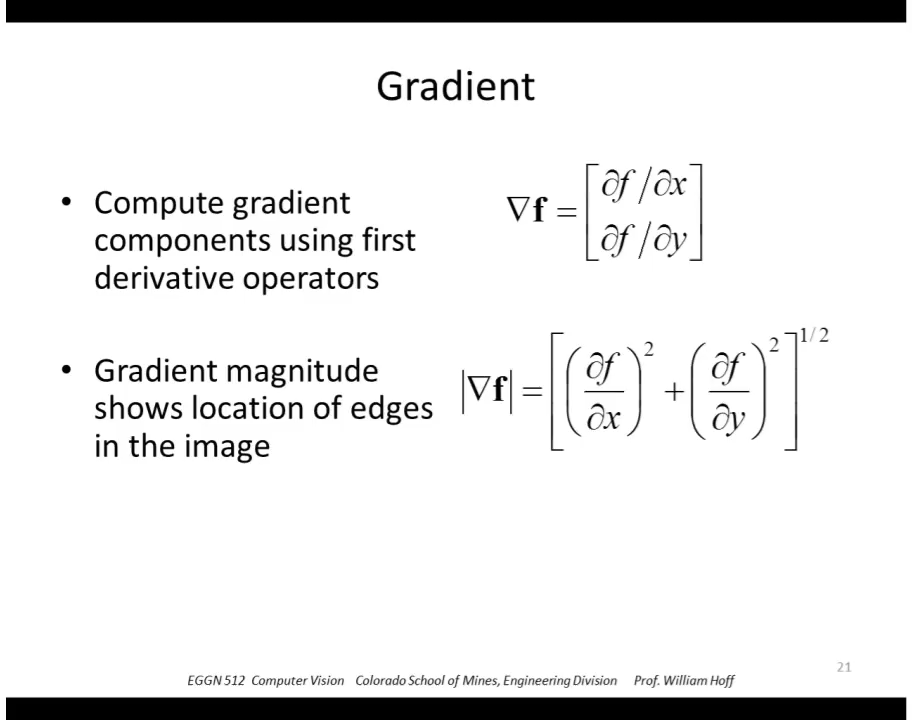 Gradient
• Compute gradient
components using first
derivative operators
∇f = [∂f/∂x
∂f/∂y]
• Gradient magnitude
shows location of edges
in the image
|∇f| = [(∂f/∂x)² + (∂f/∂y)²]^1/2
21
EGGN 512 Computer Vision Colorado School of Mines, Engineering Division Prof. William Hoff